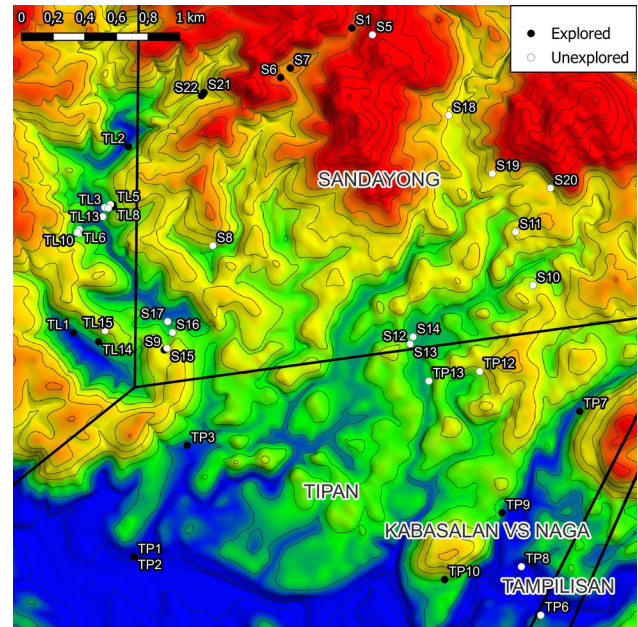 0 0,2 0,4 0,6 0,8 1 km
Explored
Unexplored
S1
S5
S7
S6
S21
S22
S18
TL2
SANDAYONG
S19
S20
TL3
TL5
TL13
TL8
TL10
TL6
S8
S11
S10
S17
TL1
TL15
S16
TL14
S9
S15
S12
S14
S13
TP13
TP12
TP7
TP3
TIPAN
TP9
KABASALAN VS NAGA
TP1
TP2
TP8
TP10
TAMPILISAN
TP6